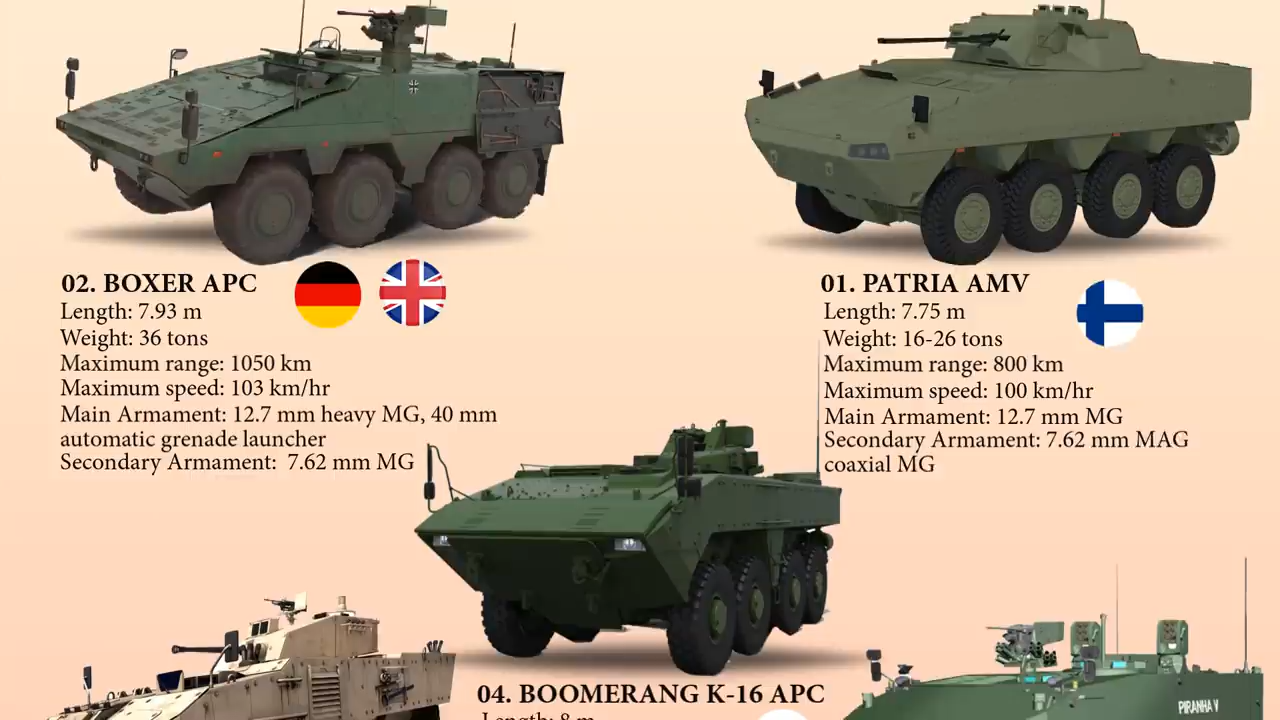 02. BOXER APC
Length: 7.93 m
Weight: 36 tons
Maximum range: 1050 km
Maximum speed: 103 km/hr
Main Armament: 12.7 mm heavy MG, 40 mm
automatic grenade launcher
Secondary Armament: 7.62 mm MG
01. PATRIA AMV
Length: 7.75 m
Weight: 16-26 tons
Maximum range: 800 km
Maximum speed: 100 km/hr
Main Armament: 12.7 mm MG
Secondary Armament: 7.62 mm MAG
coaxial MG
04. BOOMERANG K-16 APC
Length: 8 m
PIRANHA V